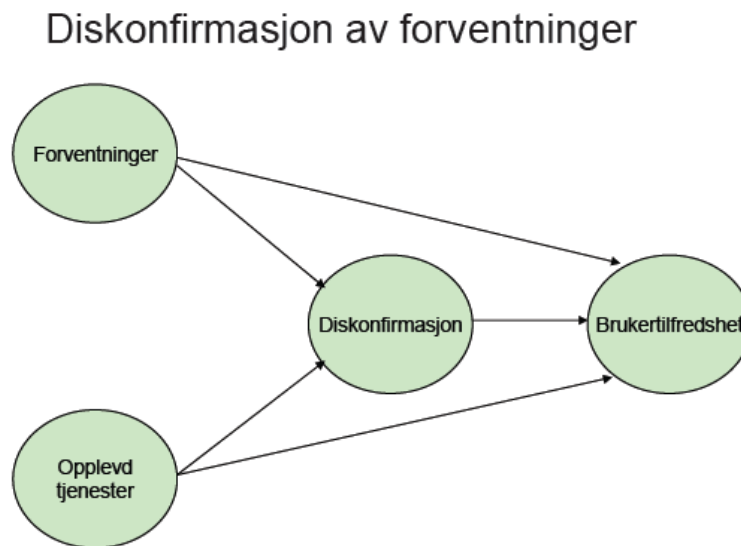 Diskonfirmasjon av forventninger
Forventninger
Diskonfirmasjon
Brukertilfredshet
Opplevd
tjenester